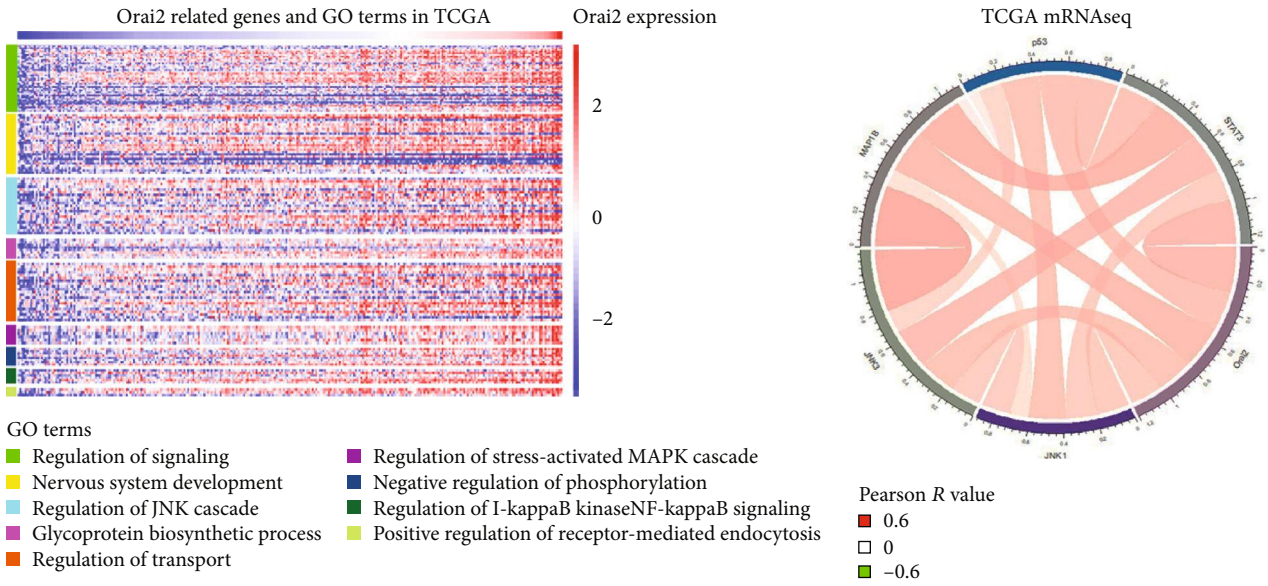 Orai2 related genes and GO terms in TCGA
Orai2 expression
2
0
−2
GO terms
Regulation of signaling
Nervous system development
Regulation of JNK cascade
Glycoprotein biosynthetic process
Regulation of transport
Regulation of stress-activated MAPK cascade
Negative regulation of phosphorylation
Regulation of I-kappaB kinaseNF-kappaB signaling
Positive regulation of receptor-mediated endocytosis
TCGA mRNAseq
p53
STAT3
Orai2
JNK1
JNK3
MAP1B
Pearson R value
0.6
0
−0.6